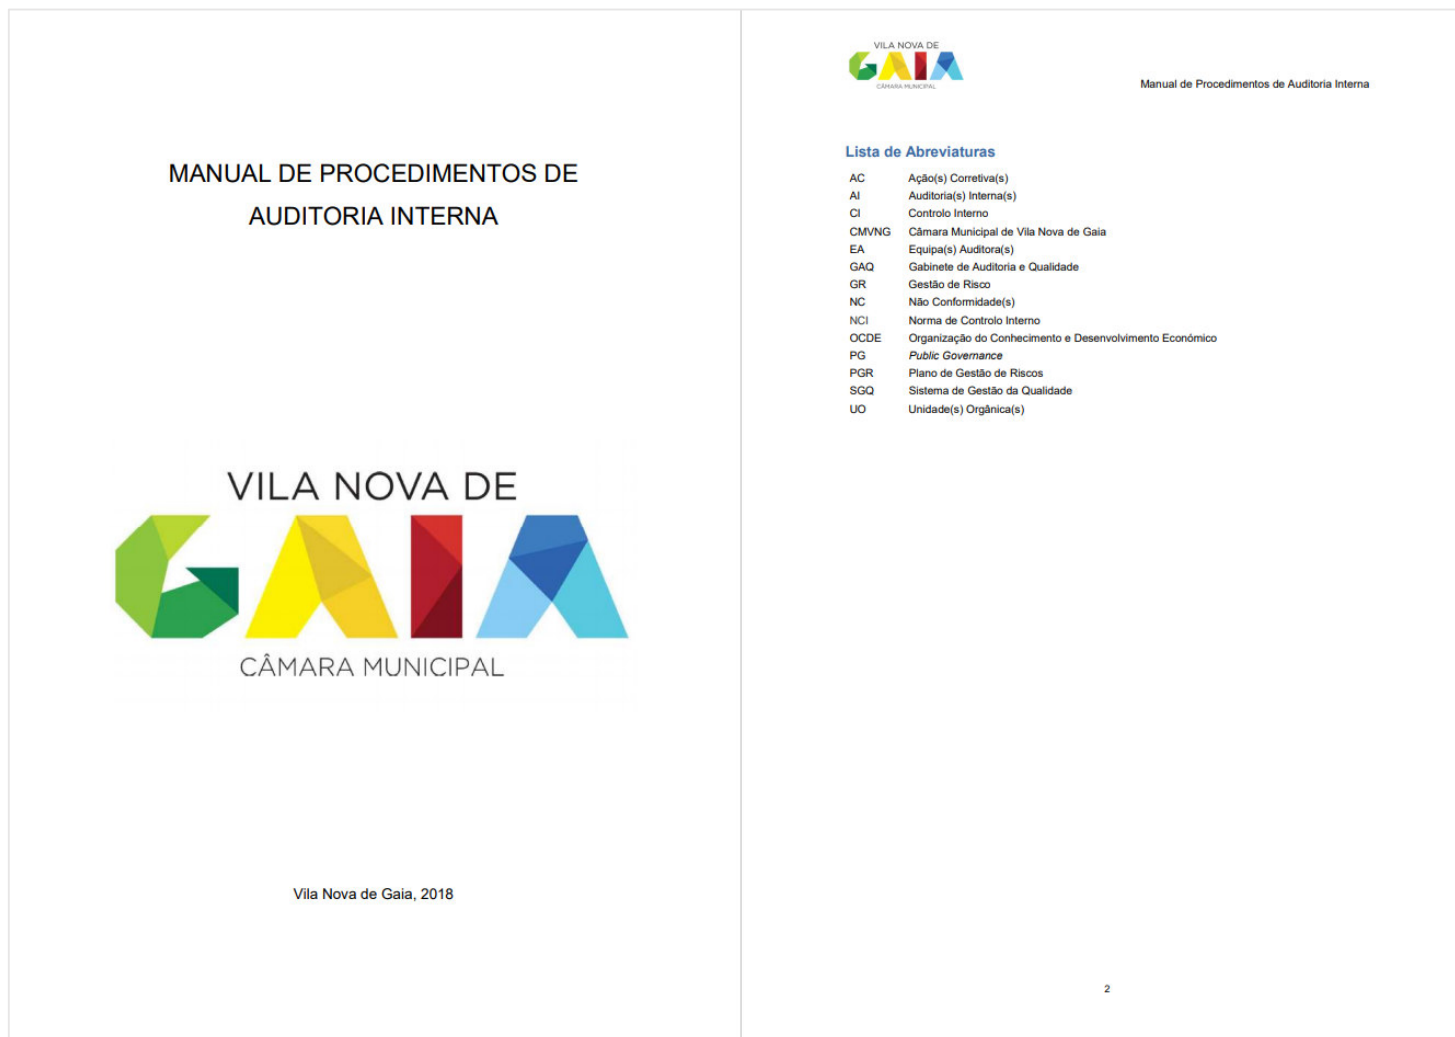 MANUAL DE PROCEDIMENTOS DE
AUDITORIA INTERNA
VILA NOVA DE
GAIA
CÂMARA MUNICIPAL
Vila Nova de Gaia, 2018
VILA NOVA DE
GAIA
CÂMARA MUNICIPAL
Manual de Procedimentos de Auditoria Interna
Lista de Abreviaturas
AC Ação(s) Corretiva(s)
AI Auditoria(s) Interna(s)
CI Controlo Interno
CMVNG Câmara Municipal de Vila Nova de Gaia
EA Equipa(s) Auditora(s)
GAQ Gabinete de Auditoria e Qualidade
GR Gestão de Risco
NC Não Conformidade(s)
NCI Norma de Controlo Interno
OCDE Organização do Conhecimento e Desenvolvimento Económico
PG Public Governance
PGR Plano de Gestão de Riscos
SGQ Sistema de Gestão da Qualidade
UO Unidade(s) Orgânica(s)
2